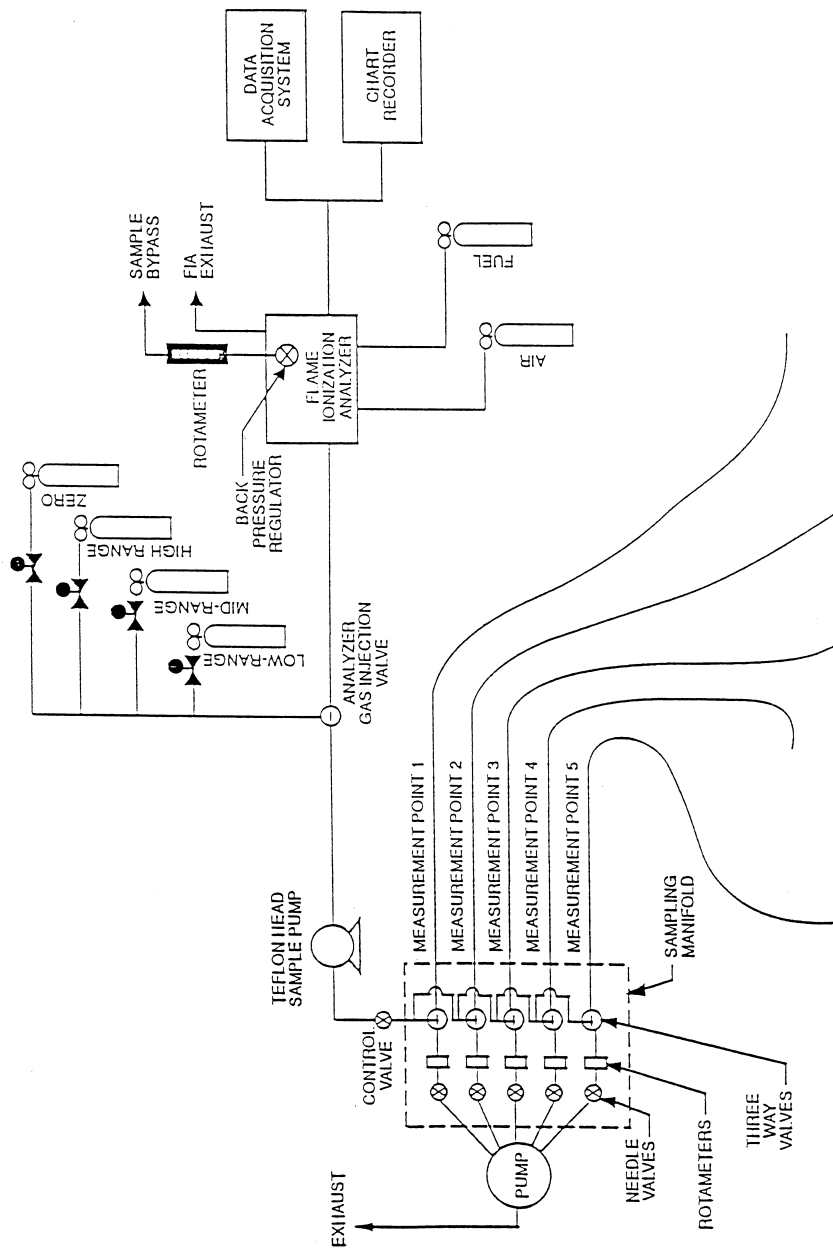 DATA
ACQUISITION
SYSTEM
CHART
RECORDER
SAMPLE
BYPASS
FIA
EXHAUST
ROTAMETER
BACK
PRESSURE
REGULATOR
FLAME
IONIZATION
ANALYZER
FUEL
AIR
ZERO
HIGH RANGE
MID-RANGE
LOW-RANGE
ANALYZER
GAS INJECTION
VALVE
TEFLON HEAD
SAMPLE PUMP
CONTROL
VALVE
MEASUREMENT POINT 1
MEASUREMENT POINT 2
MEASUREMENT POINT 3
MEASUREMENT POINT 4
MEASUREMENT POINT 5
SAMPLING
MANIFOLD
THREE
WAY
VALVES
ROTAMETERS
NEEDLE
VALVES
PUMP
EXHAUST